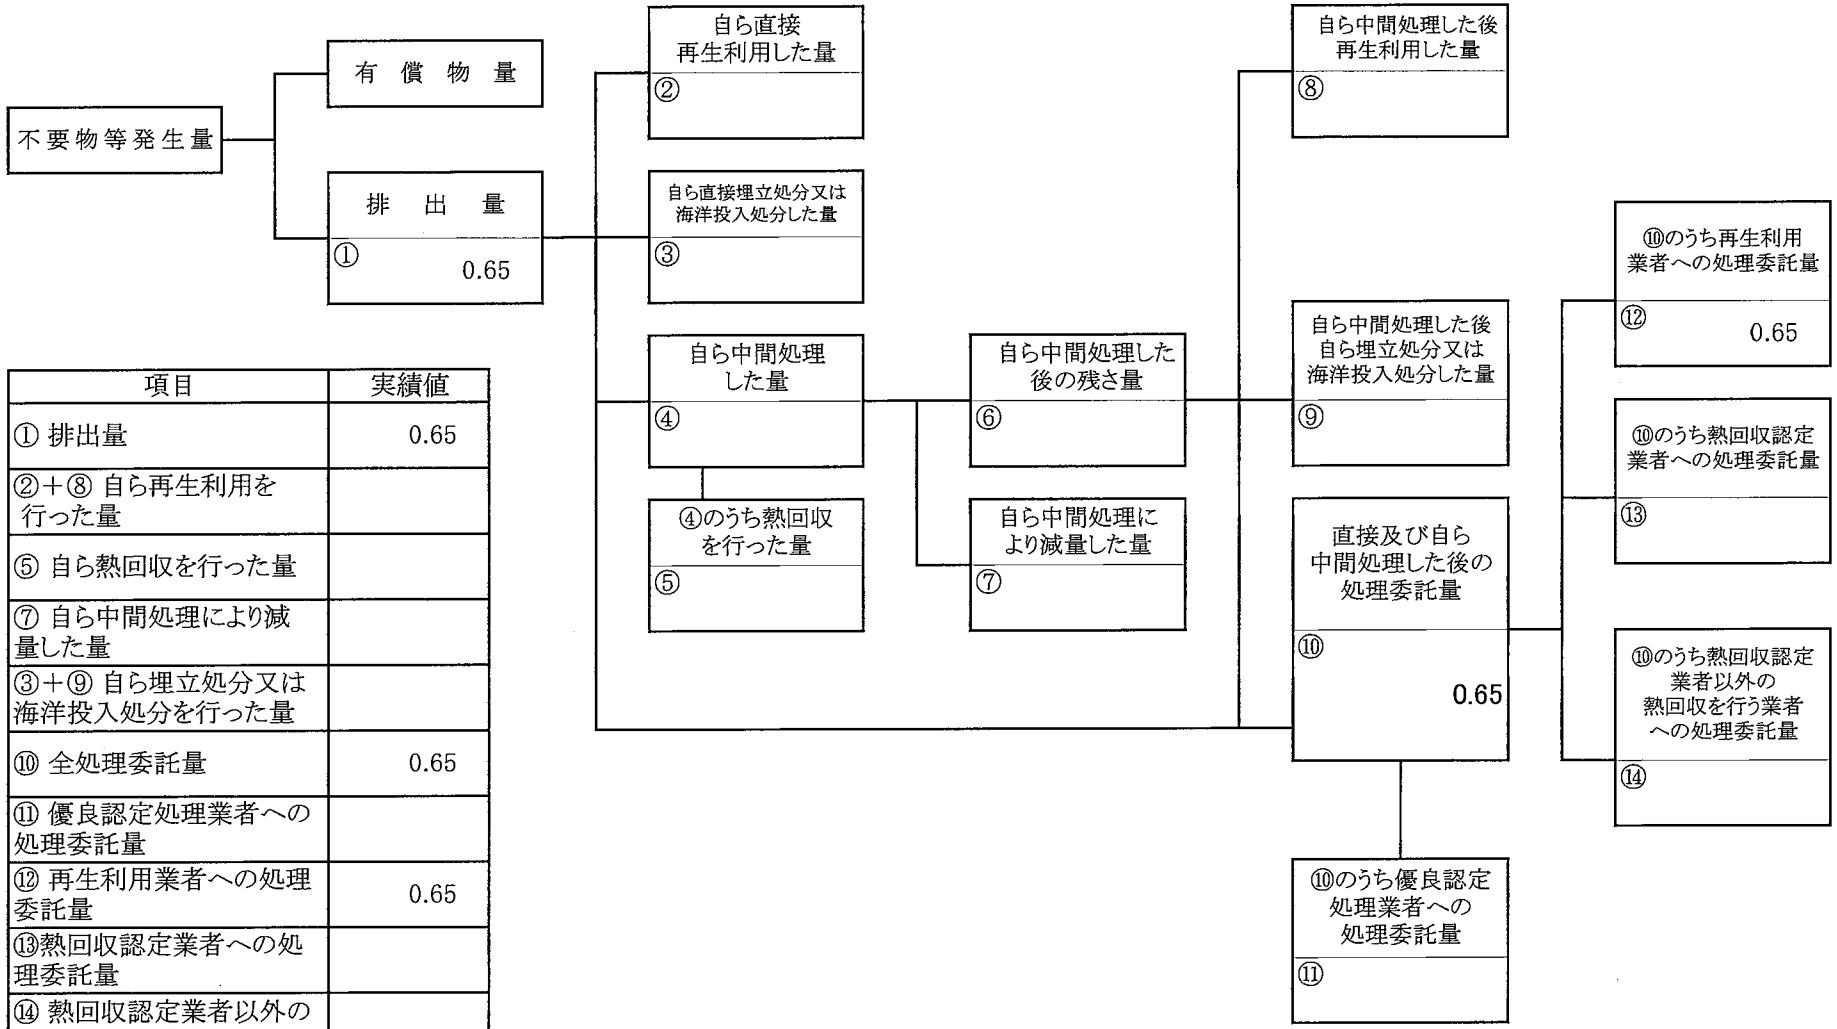 不要物等発生量
有償物量
排出量
①
0.65
自ら直接
再生利用した量
②
自ら直接埋立処分又は
海洋投入処分した量
③
自ら中間処理
した量
④
④のうち熱回収
を行った量
⑤
自ら中間処理した
後の残さ量
⑥
自ら中間処理に
より減量した量
⑦
自ら中間処理した後
再生利用した量
⑧
自ら中間処理した後
自ら埋立処分又は
海洋投入処分した量
⑨
直接及び自ら
中間処理した後の
処理委託量
⑩
0.65
⑩のうち優良認定
処理業者への
処理委託量
⑪
⑩のうち再生利用
業者への処理委託量
⑫
0.65
⑩のうち熱回収認定
業者への処理委託量
⑬
⑩のうち熱回収認定
業者以外の
熱回収を行う業者
への処理委託量
⑭
項目 実績値
① 排出量 0.65
②+⑧ 自ら再生利用を
行った量
⑤ 自ら熱回収を行った量
⑦ 自ら中間処理により減
量した量
③+⑨ 自ら埋立処分又は
海洋投入処分を行った量
⑩ 全処理委託量 0.65
⑪ 優良認定処理業者への
処理委託量
⑫ 再生利用業者への処理
委託量 0.65
⑬熱回収認定業者への処
理委託量
⑭ 熱回収認定業者以外の